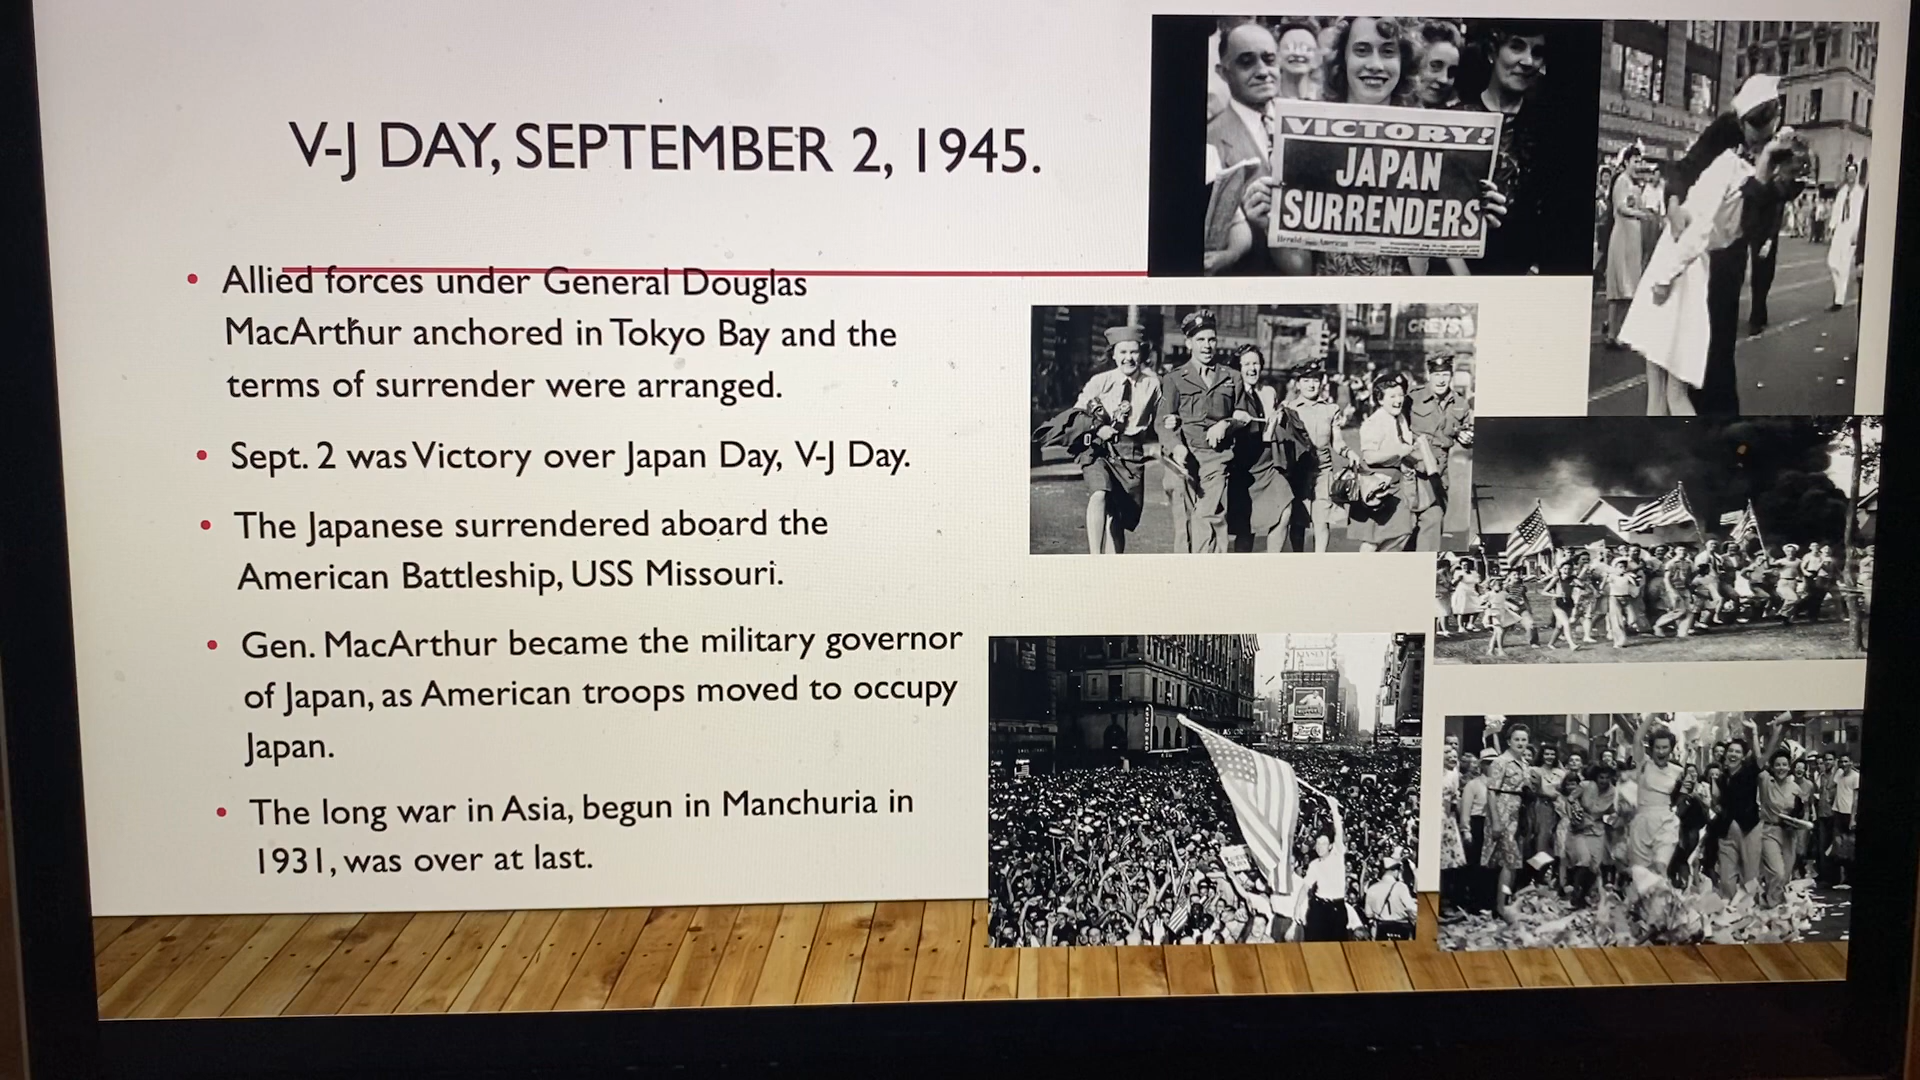 V-J DAY, SEPTEMBER 2, 1945.
Allied forces under General Douglas
MacArthur anchored in Tokyo Bay and the
terms of surrender were arranged.
Sept. 2 was Victory over Japan Day, V-J Day.
The Japanese surrendered aboard the
American Battleship, USS Missouri.
Gen. MacArthur became the military governor
of Japan, as American troops moved to occupy
Japan.
The long war in Asia, begun in Manchuria in
1931, was over at last.
VICTORY!
JAPAN
SURRENDERS
Herald American